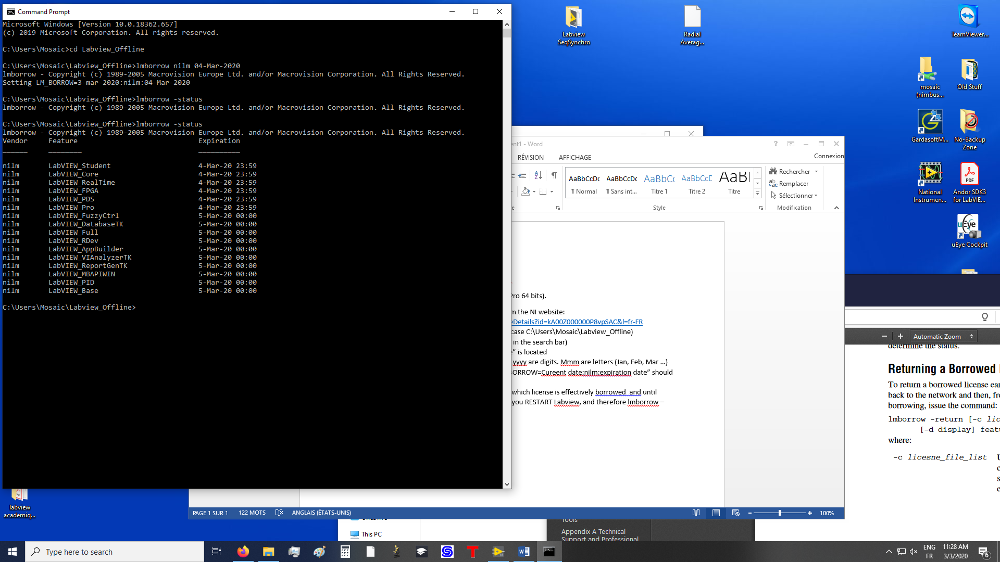 Command Prompt
Microsoft Windows [Version 10.0.18362.657]
(c) 2019 Microsoft Corporation. All rights reserved.
C:\Users\Mosaic>cd Labview_Offline
C:\Users\Mosaic\Labview_Offline>lmborrow nilm 04-Mar-2020
lmborrow - Copyright (c) 1989-2005 Macrovision Europe Ltd. and/or Macrovision Corporation. All Rights Reserved.
Setting LM_BORROW=3-mar-2020:nilm:04-Mar-2020
C:\Users\Mosaic\Labview_Offline>lmborrow -status
lmborrow - Copyright (c) 1989-2005 Macrovision Europe Ltd. and/or Macrovision Corporation. All Rights Reserved.
C:\Users\Mosaic\Labview_Offline>lmborrow -status
lmborrow - Copyright (c) 1989-2005 Macrovision Europe Ltd. and/or Macrovision Corporation. All Rights Reserved.
Vendor Feature Expiration
______ ________ __________
nilm LabVIEW_Student 4-Mar-20 23:59
nilm LabVIEW_Core 4-Mar-20 23:59
nilm LabVIEW_RealTime 4-Mar-20 23:59
nilm LabVIEW_FPGA 4-Mar-20 23:59
nilm LabVIEW_PDS 4-Mar-20 23:59
nilm LabVIEW_Pro 4-Mar-20 23:59
nilm LabVIEW_FuzzyCtrl 5-Mar-20 00:00
nilm LabVIEW_DatabaseTK 5-Mar-20 00:00
nilm LabVIEW_Full 5-Mar-20 00:00
nilm LabVIEW_RDev 5-Mar-20 00:00
nilm LabVIEW_AppBuilder 5-Mar-20 00:00
nilm LabVIEW_VIAnalyzerTK 5-Mar-20 00:00
nilm LabVIEW_ReportGenTK 5-Mar-20 00:00
nilm LabVIEW_MBAPIWIN 5-Mar-20 00:00
nilm LabVIEW_PID 5-Mar-20 00:00
nilm LabVIEW_Base 5-Mar-20 00:00
C:\Users\Mosaic\Labview_Offline>
Labview
SeqSynchro
Radial
Averag...
TeamViewer...
mosaic
(nimbus...
Old Stuff
GardasoftM...
No-Backup
Zone
National
Instrumen...
PDF
Andor SDK3
for LabVIE...
uEye
uEye Cockpit
ent1 - Word
RÉVISION AFFICHAGE
Connexion
AaBbCcDc AaBbCcDc AaBbCc AaBbCcD AaBl
¶ Normal ¶ Sans int... Titre 1 Titre 2 Titre
Rechercher
Remplacer
Sélectionner
Style
Modification
Pro 64 bits).
m the NI website:
eDetails?id=kA00Z000000P8vpSAC&l=fr-FR
case C:\Users\Mosaic\Labview_Offline)
in the search bar)
e” is located
yyyy are digits. Mmm are letters (Jan, Feb, Mar …)
BORROW=Cureent date:nilm:expiration date” should
which license is effectively borrowed and until
you RESTART Labview, and therefore lmborrow –
PAGE 1 SUR 1 122 MOTS ANGLAIS (ÉTATS-UNIS)
100%
Automatic Zoom
determine the status.
Returning a Borrowed
To return a borrowed license ear
back to the network and then, fro
borrowing, issue the command:
lmborrow -return [-c lic
[-d display] featu
where:
-c licesne_file_list
labview
academiq...
This PC
Tools
Appendix A Technical
Support and Professional
Type here to search
ENG
FR
11:28 AM
3/3/2020
6